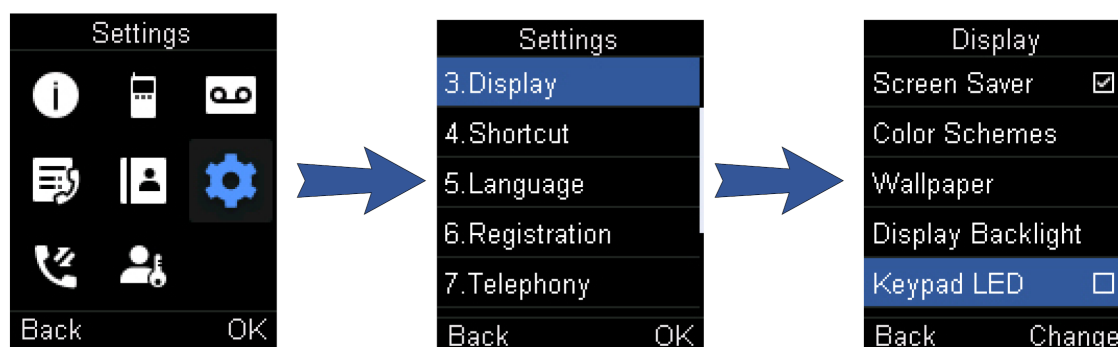 Settings
Back OK
Settings
3.Display
4.Shortcut
5.Language
6.Registration
7.Telephony
Back OK
Display
Screen Saver
Color Schemes
Wallpaper
Display Backlight
Keypad LED
Back Change